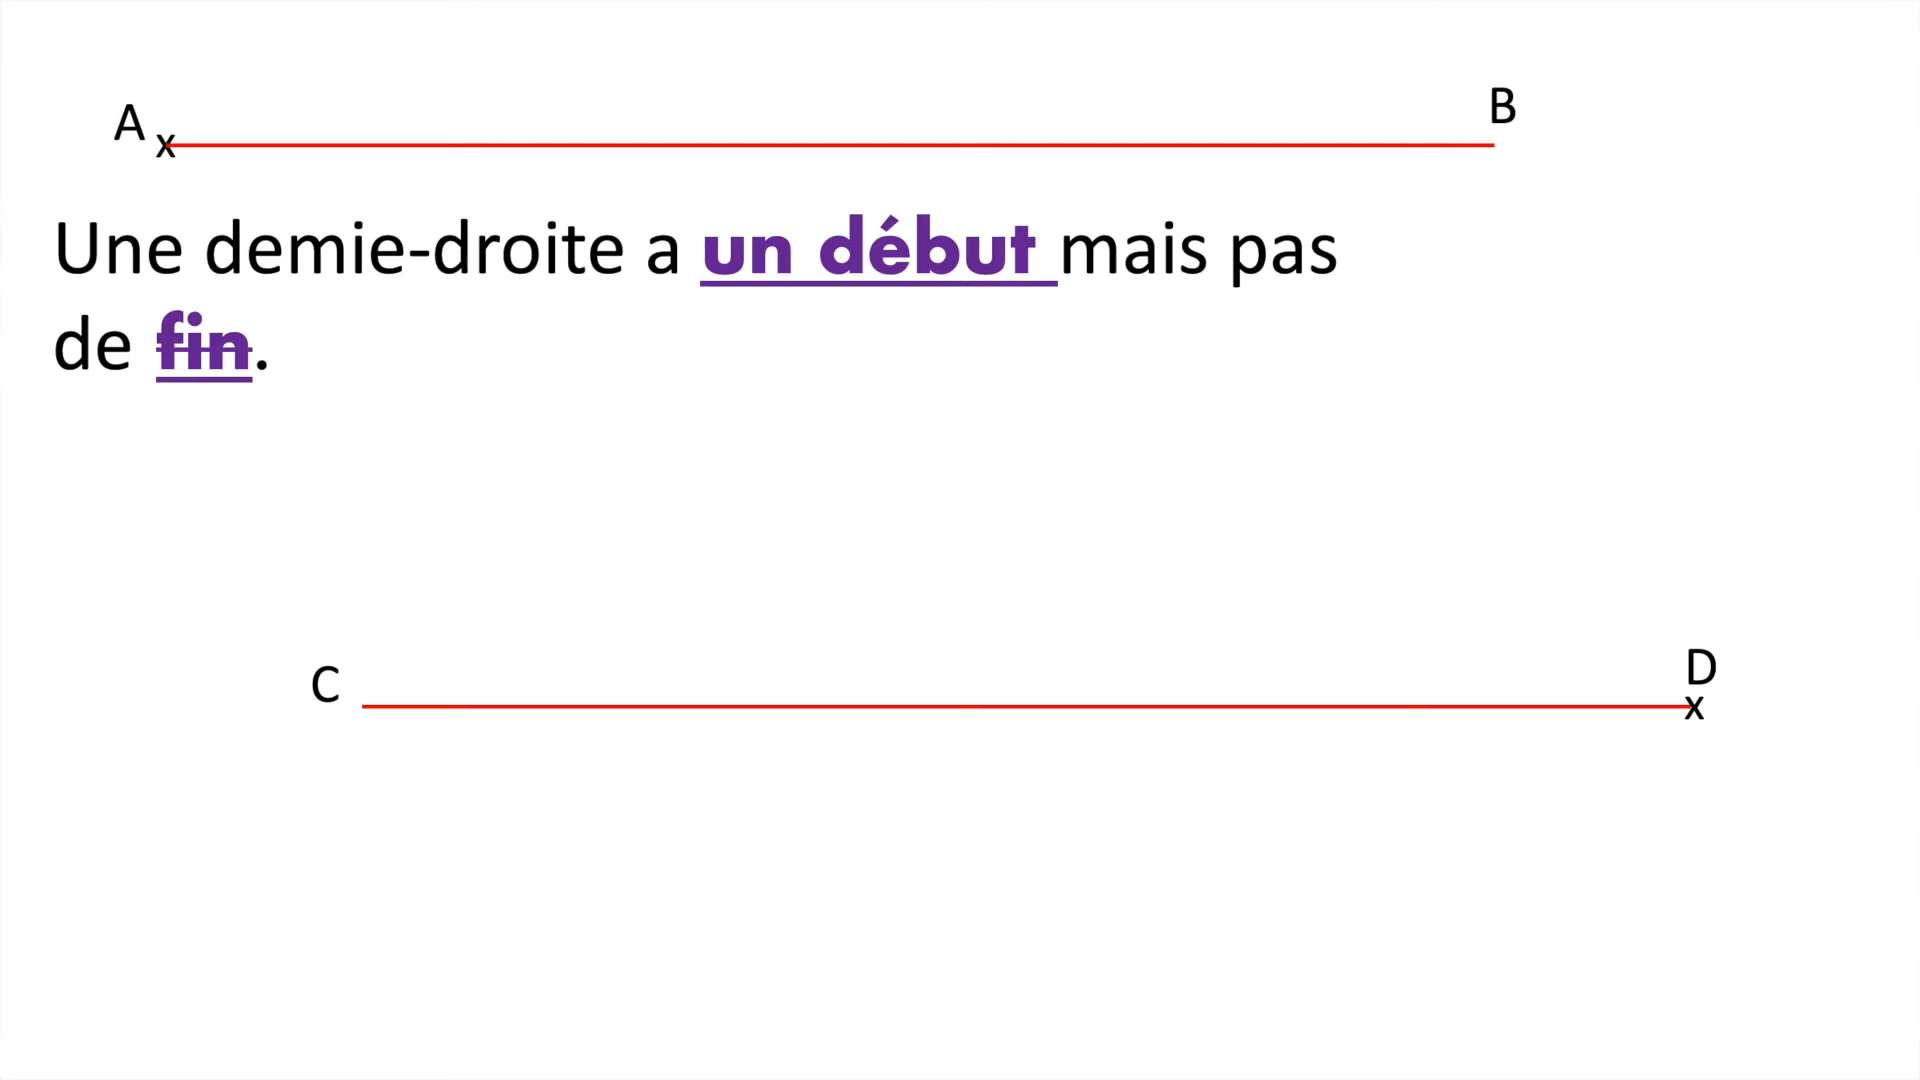 A x B
Une demie-droite a un début mais pas
de fin.
C D
x